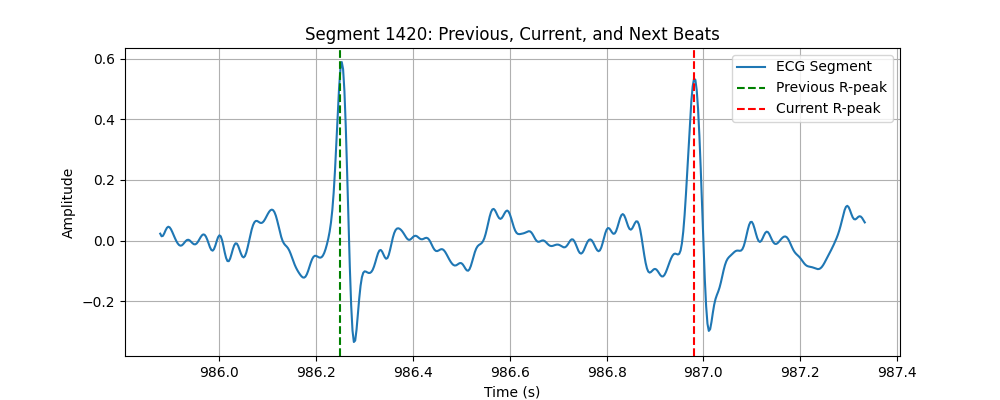 Segment 1420: Previous, Current, and Next Beats
ECG Segment
Previous R-peak
Current R-peak
Amplitude
0.6
0.4
0.2
0.0
−0.2
986.0 986.2 986.4 986.6 986.8 987.0 987.2 987.4
Time (s)